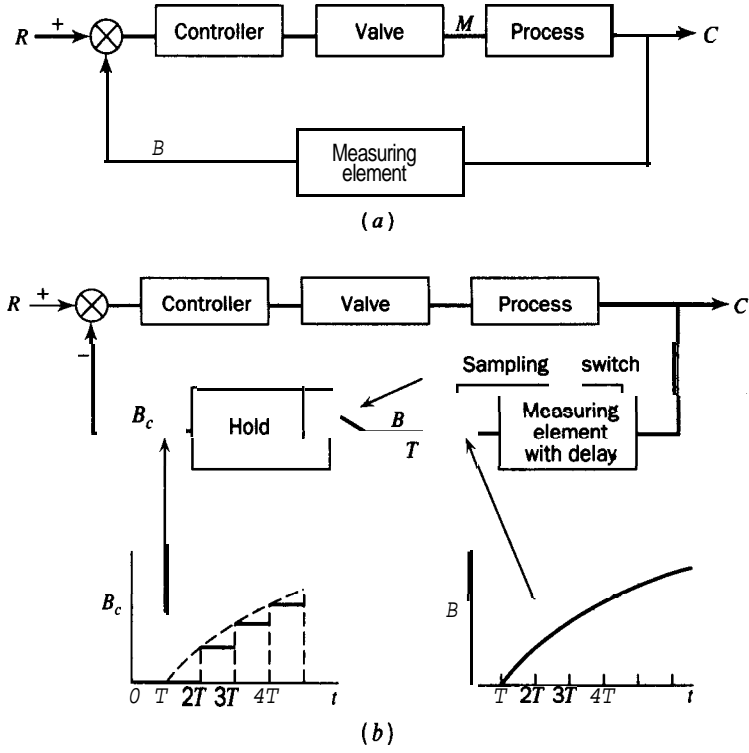 R + Controller Valve M Process C
B Measuring
element
(a)
R + Controller Valve Process C
−
Sampling switch
B_c Hold B Measuring
T element
with delay
B_c
B
0 T 2T 3T 4T t
T 2T 3T 4T t
(b)